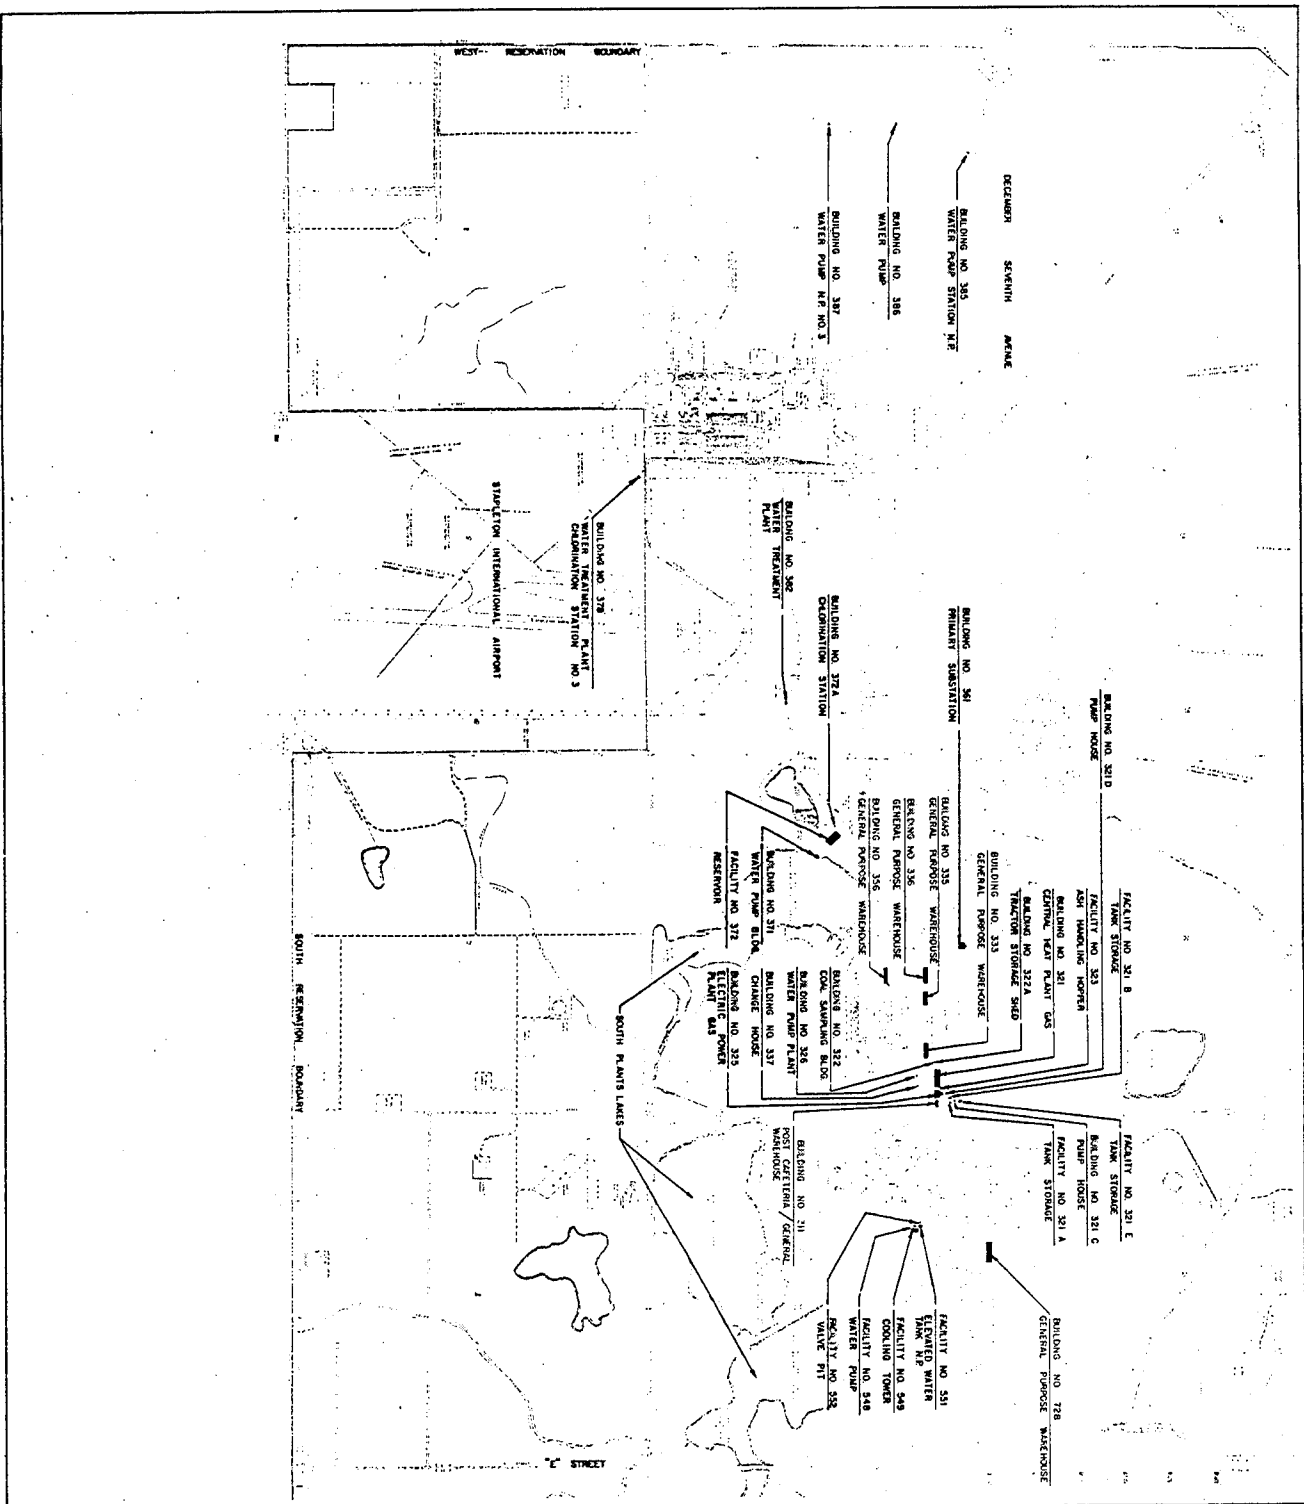 WEST-- RESERVATION BOUNDARY
DECEMBER SEVENTH AVENUE
BUILDING NO. 385
WATER PUMP STATION N.P.
BUILDING NO. 386
WATER PUMP
BUILDING NO. 387
WATER PUMP N.P. NO. 3
STAPLETON INTERNATIONAL AIRPORT
BUILDING NO. 378
WATER TREATMENT PLANT
CHLORINATION STATION NO. 3
BUILDING NO. 382
WATER TREATMENT
PLANT
BUILDING NO. 372A
CHLORINATION STATION
BUILDING NO. 361
PRIMARY SUBSTATION
BUILDING NO. 321D
PUMP HOUSE
FACILITY NO 321 B
TANK STORAGE
FACILITY NO 323
ASH HANDLING HOPPER
BUILDING NO. 321
CENTRAL HEAT PLANT GAS
BUILDING NO 322A
TRACTOR STORAGE SHED
BUILDING NO. 333
GENERAL PURPOSE WAREHOUSE
BUILDING NO 335
GENERAL PURPOSE WAREHOUSE
BUILDING NO 336
GENERAL PURPOSE WAREHOUSE
BUILDING NO 356
GENERAL PURPOSE WAREHOUSE
BUILDING NO. 371
WATER PUMP BLDG.
FACILITY NO. 372
RESERVOIR
BUILDING NO. 322
COAL SAMPLING BLDG.
BUILDING NO 326
WATER PUMP PLANT
BUILDING NO. 337
CHANGE HOUSE
BUILDING NO. 325
ELECTRIC POWER
PLANT GAS
SOUTH PLANTS LAKES
SOUTH RESERVATION BOUNDARY
BUILDING NO 311
POST CAFETERIA / GENERAL
WAREHOUSE
FACILITY NO. 321 E
TANK STORAGE
BUILDING NO 321 C
PUMP HOUSE
FACILITY NO 321 A
TANK STORAGE
BUILDING NO 728
GENERAL PURPOSE WAREHOUSE
FACILITY NO 551
ELEVATED WATER
TANK N.P.
FACILITY NO. 549
COOLING TOWER
FACILITY NO. 548
WATER PUMP
FACILITY NO 552
VALVE PIT
"E" STREET